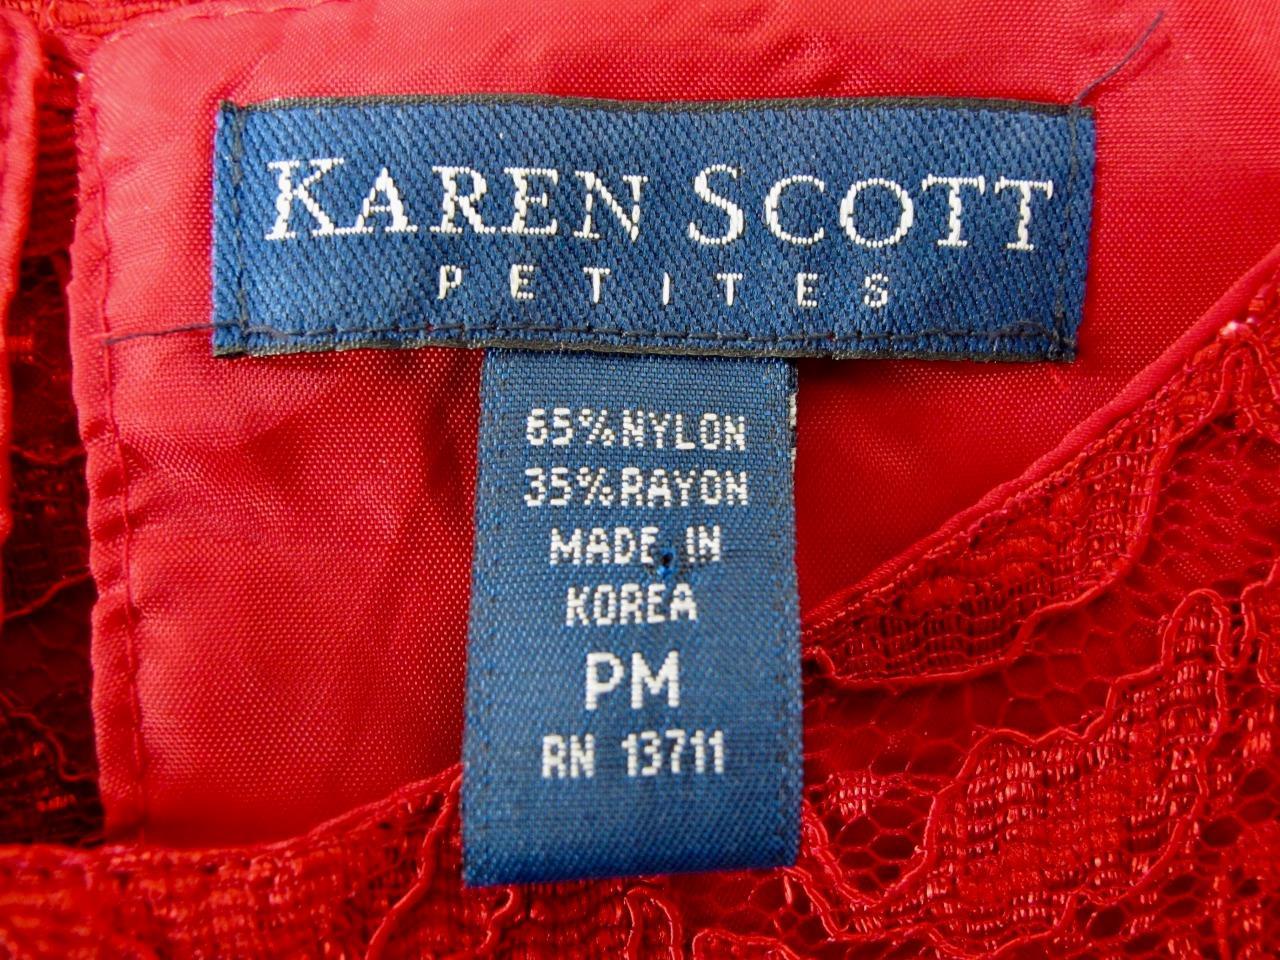 KAREN SCOTT
PETITES
65% NYLON
35% RAYON
MADE IN
KOREA
PM
RN 13711